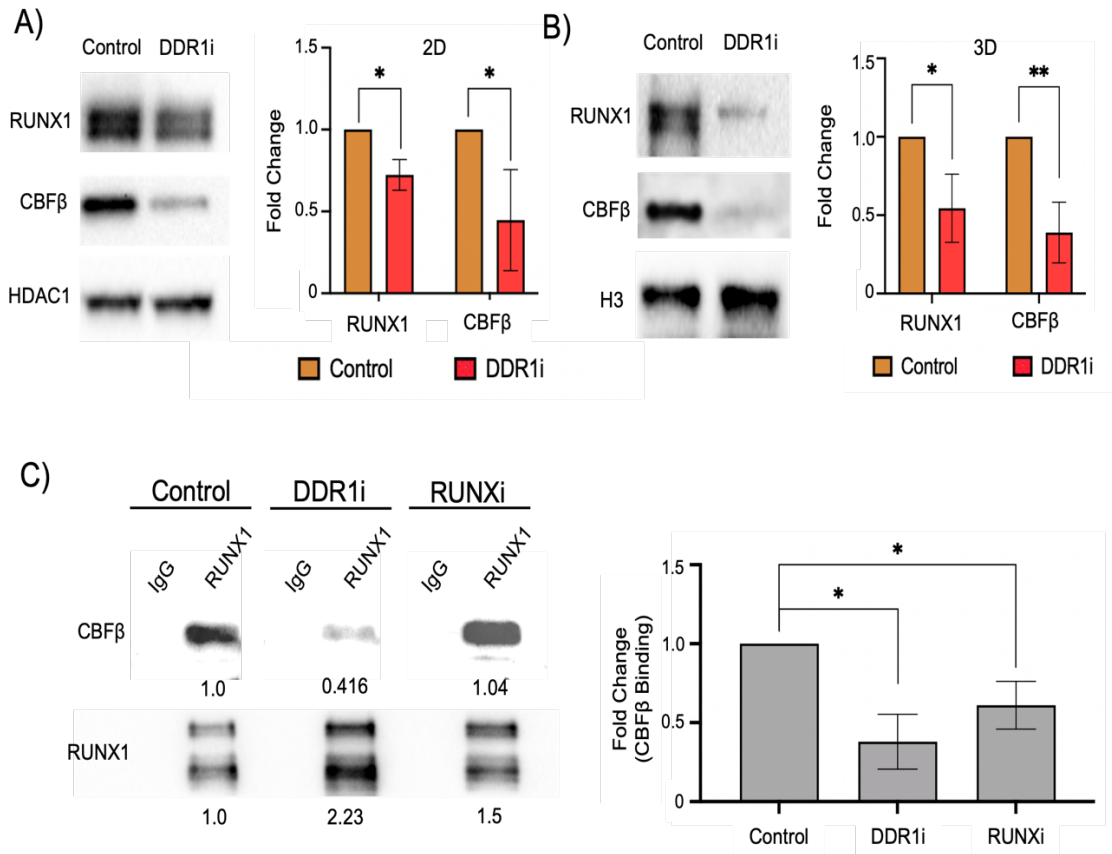 A)
Control DDR1i
RUNX1
CBFβ
HDAC1
2D
Fold Change
1.5
1.0
0.5
0
*
*
RUNX1
CBFβ
Control
DDR1i
B)
Control DDR1i
RUNX1
CBFβ
H3
3D
Fold Change
1.5
1.0
0.5
0
*
**
RUNX1
CBFβ
Control
DDR1i
C)
Control DDR1i RUNXi
IgG RUNX1 IgG RUNX1 IgG RUNX1
CBFβ
1.0 0.416 1.04
RUNX1
1.0 2.23 1.5
Fold Change
(CBFβ Binding)
1.5
1.0
0.5
0
*
*
Control DDR1i RUNXi